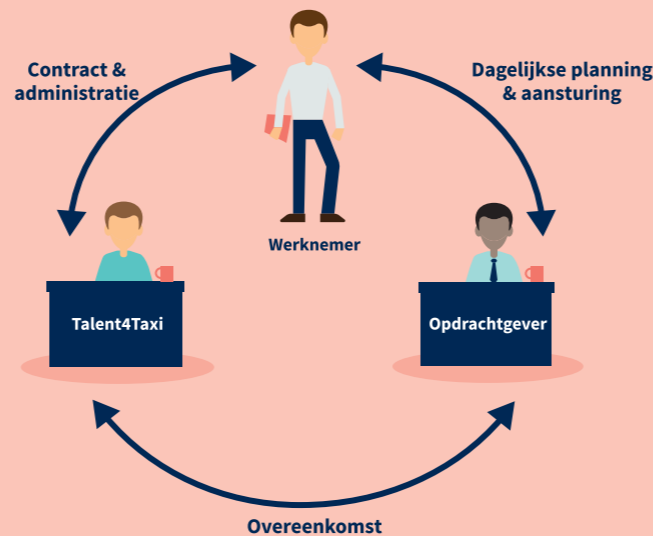 Contract &
administratie
Dagelijkse planning
& aansturing
Werknemer
Talent4Taxi
Opdrachtgever
Overeenkomst